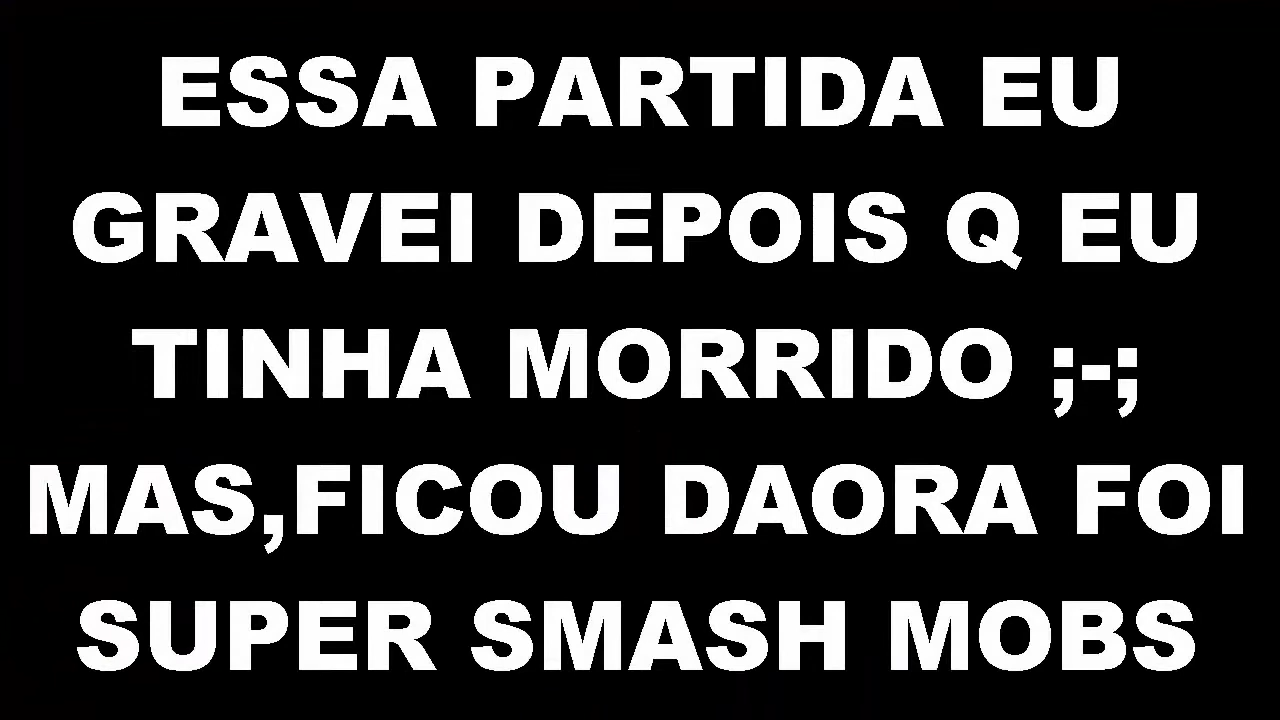 ESSA PARTIDA EU
GRAVEI DEPOIS Q EU
TINHA MORRIDO ;-;
MAS,FICOU DAORA FOI
SUPER SMASH MOBS